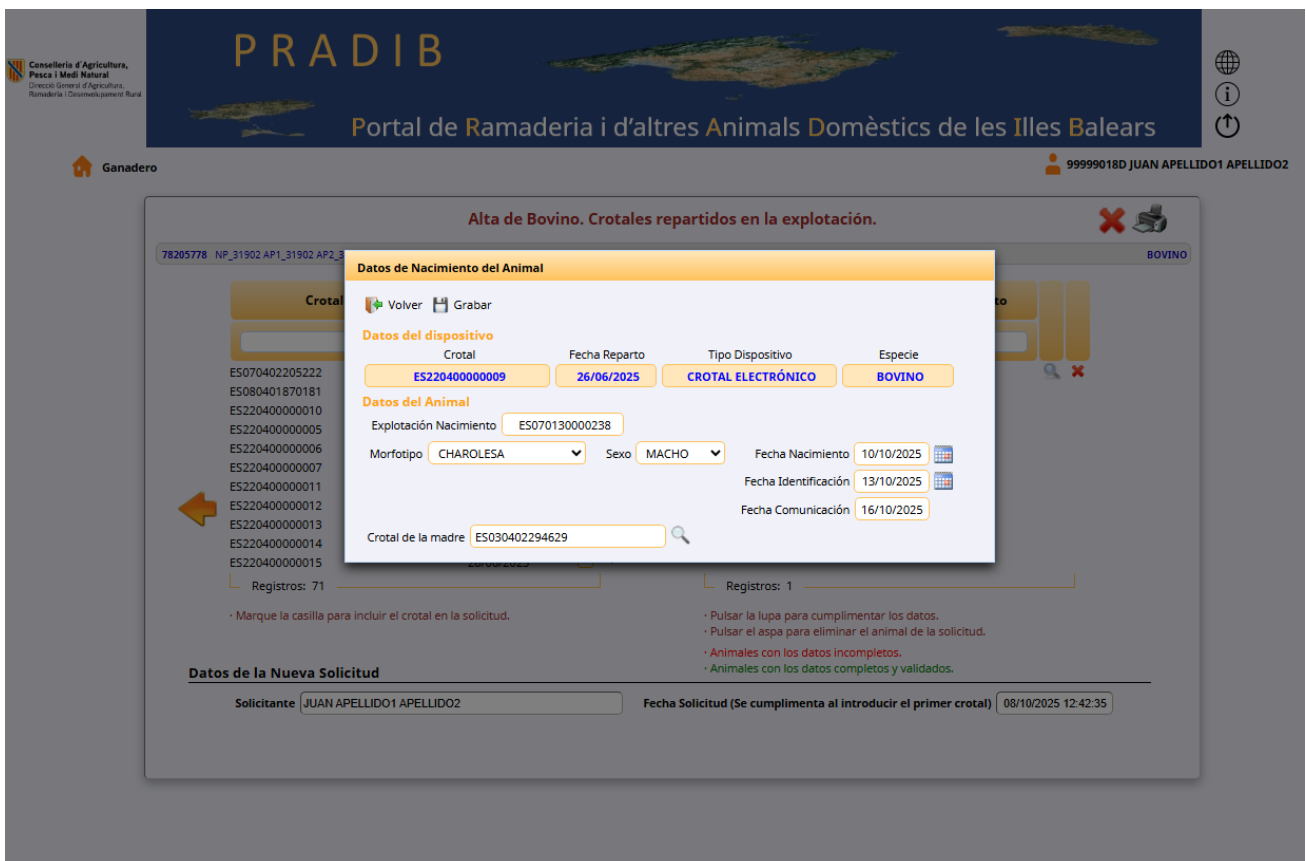 PRADIB
Conselleria d'Agricultura,
Pesca i Medi Natural
Direcció General d'Agricultura,
Ramaderia i Desenvolupament Rural
Portal de Ramaderia i d'altres Animals Domèstics de les Illes Balears
Ganadero
99999018D JUAN APELLIDO1 APELLIDO2
Alta de Bovino. Crotales repartidos en la explotación.
78205778 NP_31902 AP1_31902 AP2_3
BOVINO
Datos de Nacimiento del Animal
Crotal
to
Volver Grabar
Datos del dispositivo
Crotal Fecha Reparto Tipo Dispositivo Especie
ES220400000009 26/06/2025 CROTAL ELECTRÓNICO BOVINO
Datos del Animal
Explotación Nacimiento ES070130000238
Morfotipo CHAROLESA Sexo MACHO Fecha Nacimiento 10/10/2025
Fecha Identificación 13/10/2025
Fecha Comunicación 16/10/2025
Crotal de la madre ES030402294629
ES070402205222
ES080401870181
ES220400000010
ES220400000005
ES220400000006
ES220400000007
ES220400000011
ES220400000012
ES220400000013
ES220400000014
ES220400000015
Registros: 71
Registros: 1
· Marque la casilla para incluir el crotal en la solicitud.
· Pulsar la lupa para cumplimentar los datos.
· Pulsar el aspa para eliminar el animal de la solicitud.
· Animales con los datos incompletos.
· Animales con los datos completos y validados.
Datos de la Nueva Solicitud
Solicitante JUAN APELLIDO1 APELLIDO2
Fecha Solicitud (Se cumplimenta al introducir el primer crotal) 08/10/2025 12:42:35